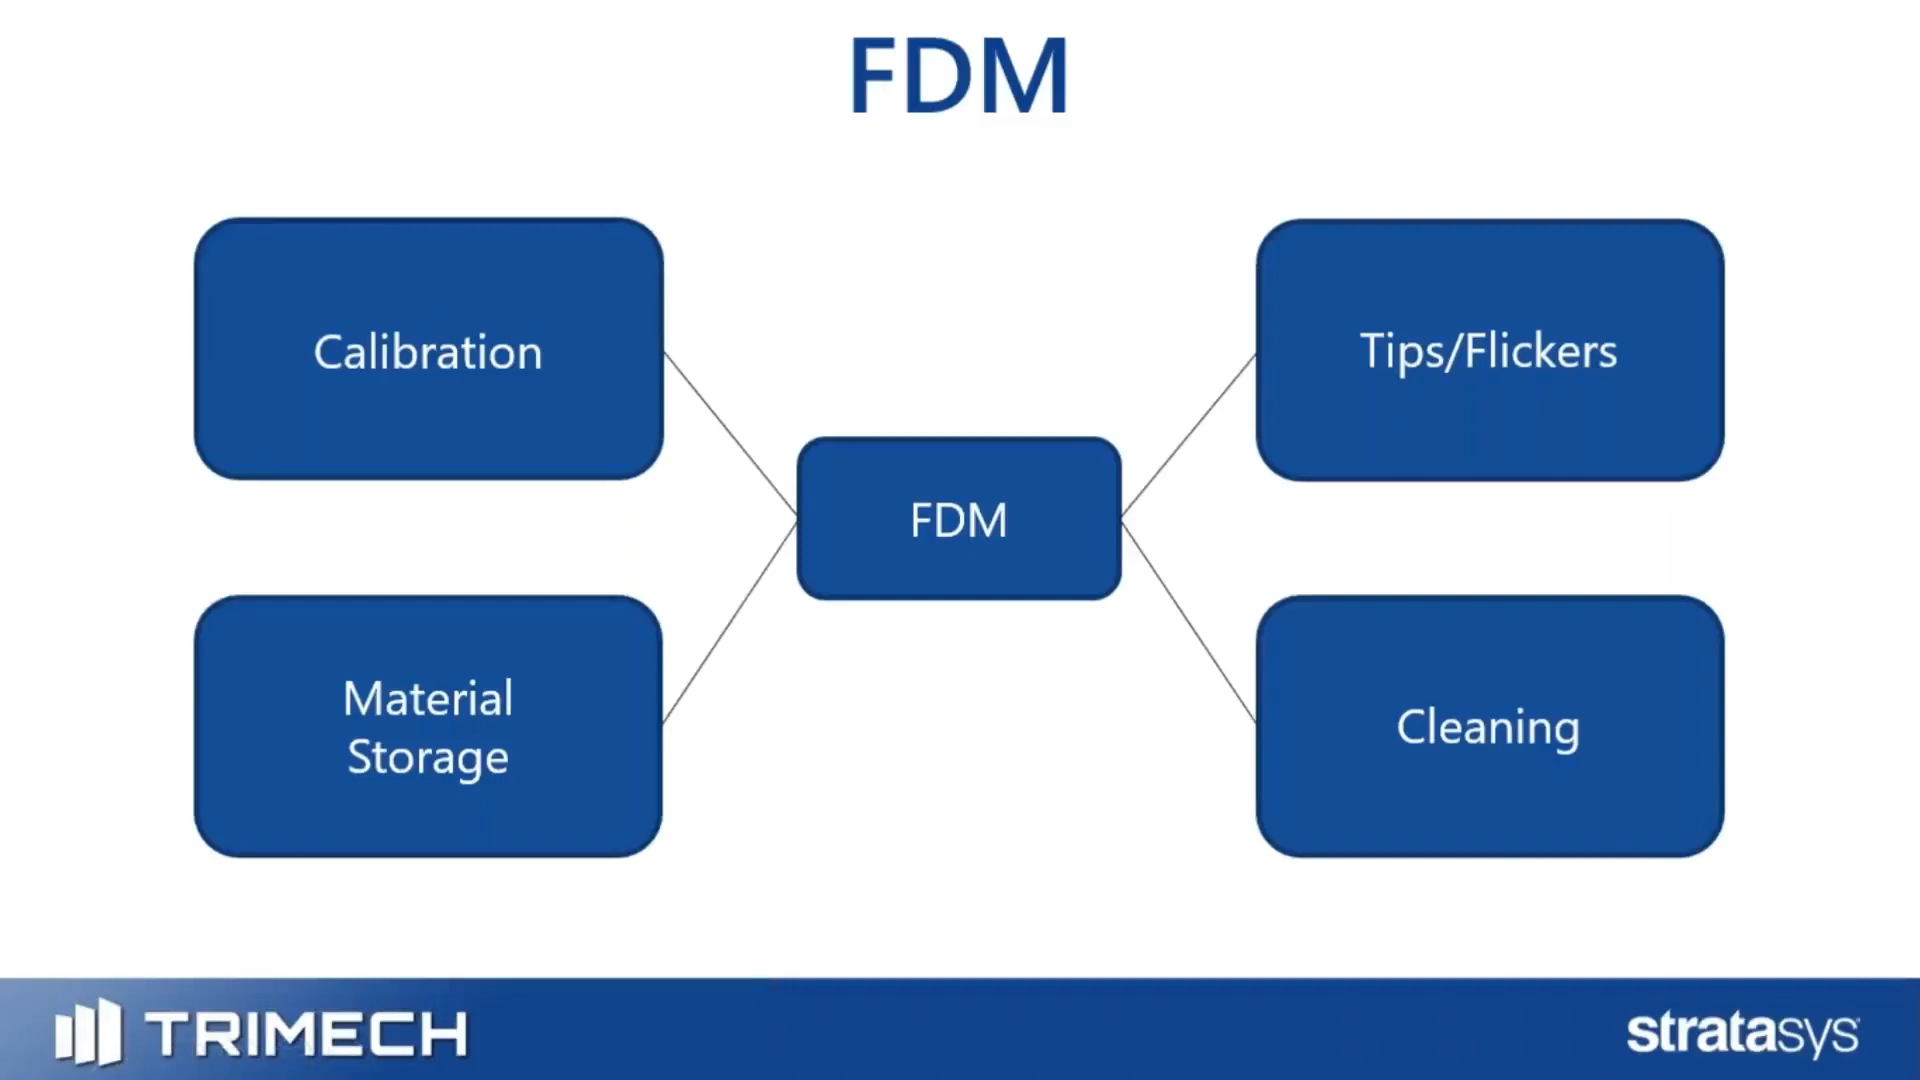 FDM
Calibration
Tips/Flickers
FDM
Material
Storage
Cleaning
TRIMECH
stratasys